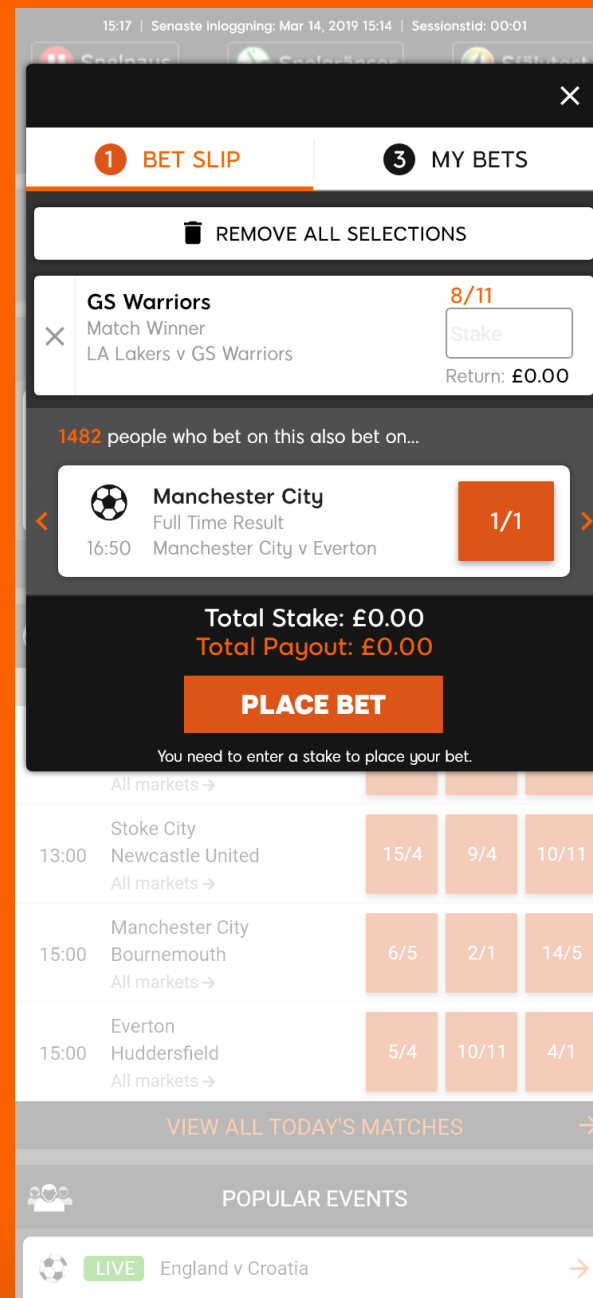 15:17 | Senaste inloggning: Mar 14, 2019 15:14 | Sessionstid: 00:01
Spelpaus Spelgränser Självtest
1 BET SLIP 3 MY BETS
REMOVE ALL SELECTIONS
GS Warriors 8/11
Match Winner Stake
LA Lakers v GS Warriors
Return: £0.00
1482 people who bet on this also bet on...
Manchester City
Full Time Result 1/1
16:50 Manchester City v Everton
Total Stake: £0.00
Total Payout: £0.00
PLACE BET
You need to enter a stake to place your bet.
All markets →
Stoke City
13:00 Newcastle United 15/4 9/4 10/11
All markets →
Manchester City
15:00 Bournemouth 6/5 2/1 14/5
All markets →
Everton
15:00 Huddersfield 5/4 10/11 4/1
All markets →
VIEW ALL TODAY'S MATCHES →
POPULAR EVENTS
LIVE England v Croatia →